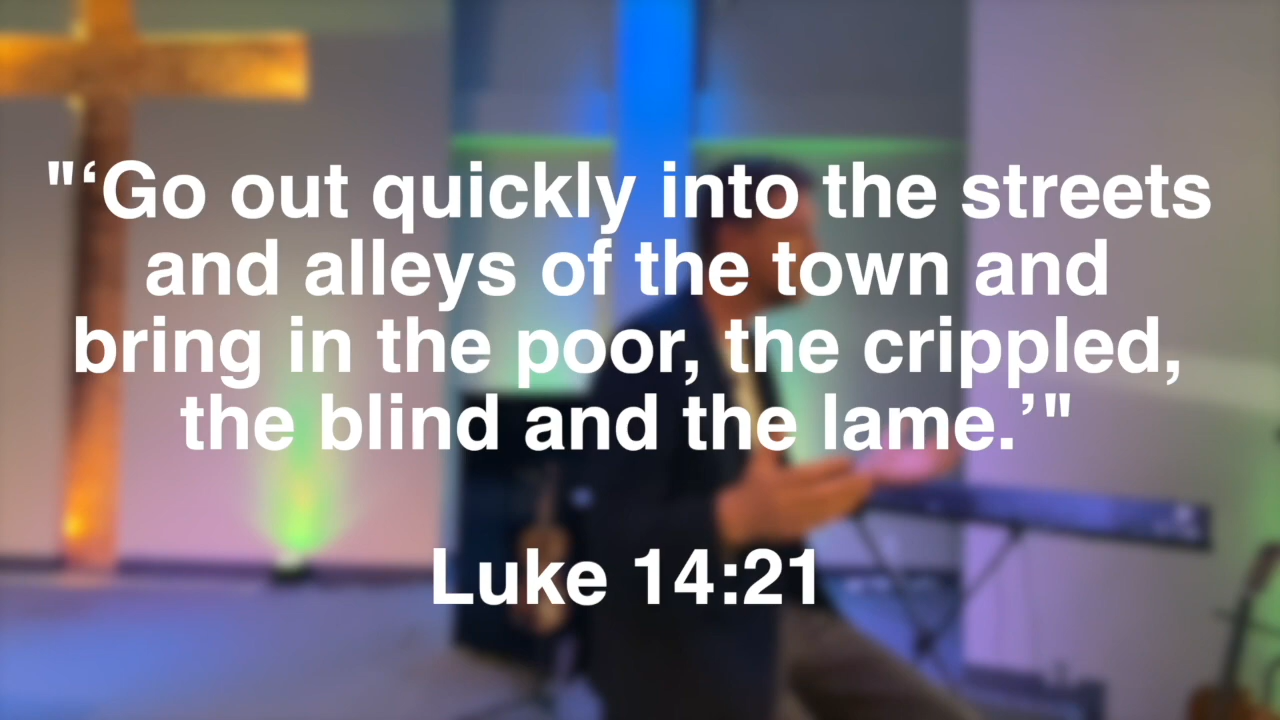 "‘Go out quickly into the streets
and alleys of the town and
bring in the poor, the crippled,
the blind and the lame.’"
Luke 14:21